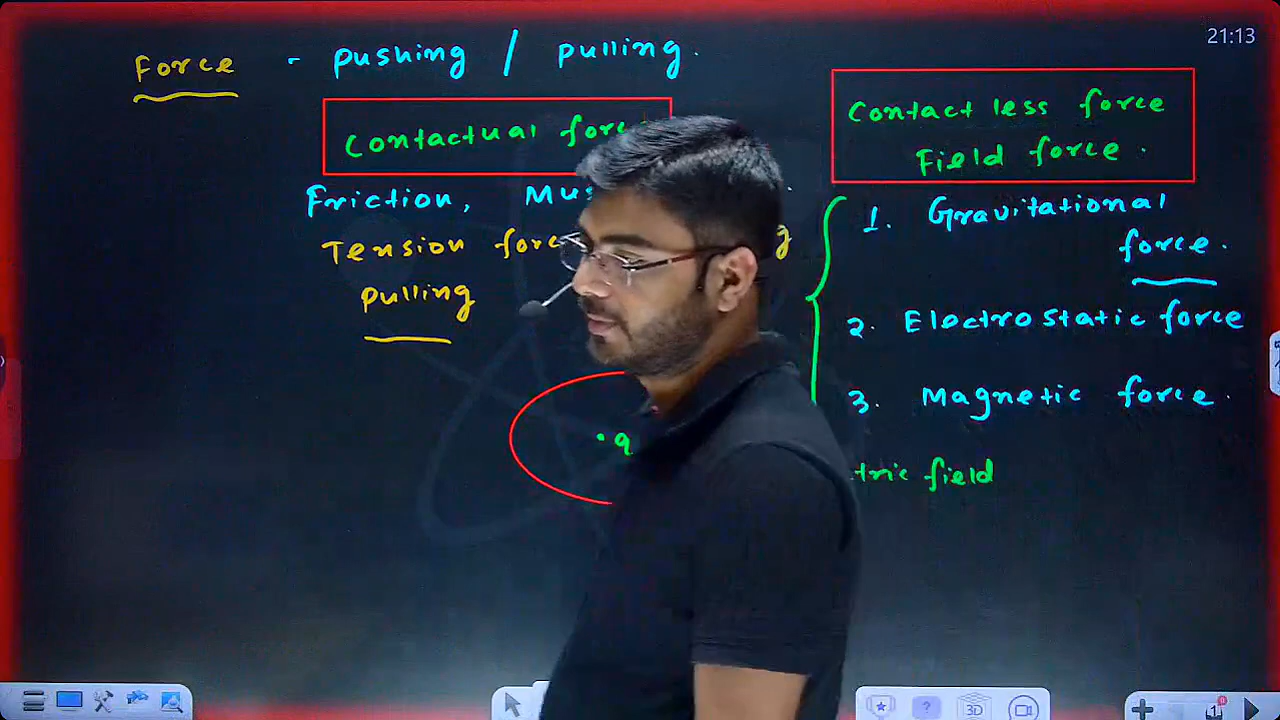 21:13
Force - pushing / pulling.
Contactual
Friction,
Tension
pulling
Contact less force
Field force.
1. Gravitational
force.
2. Electrostatic force
3. Magnetic force.
field
3D